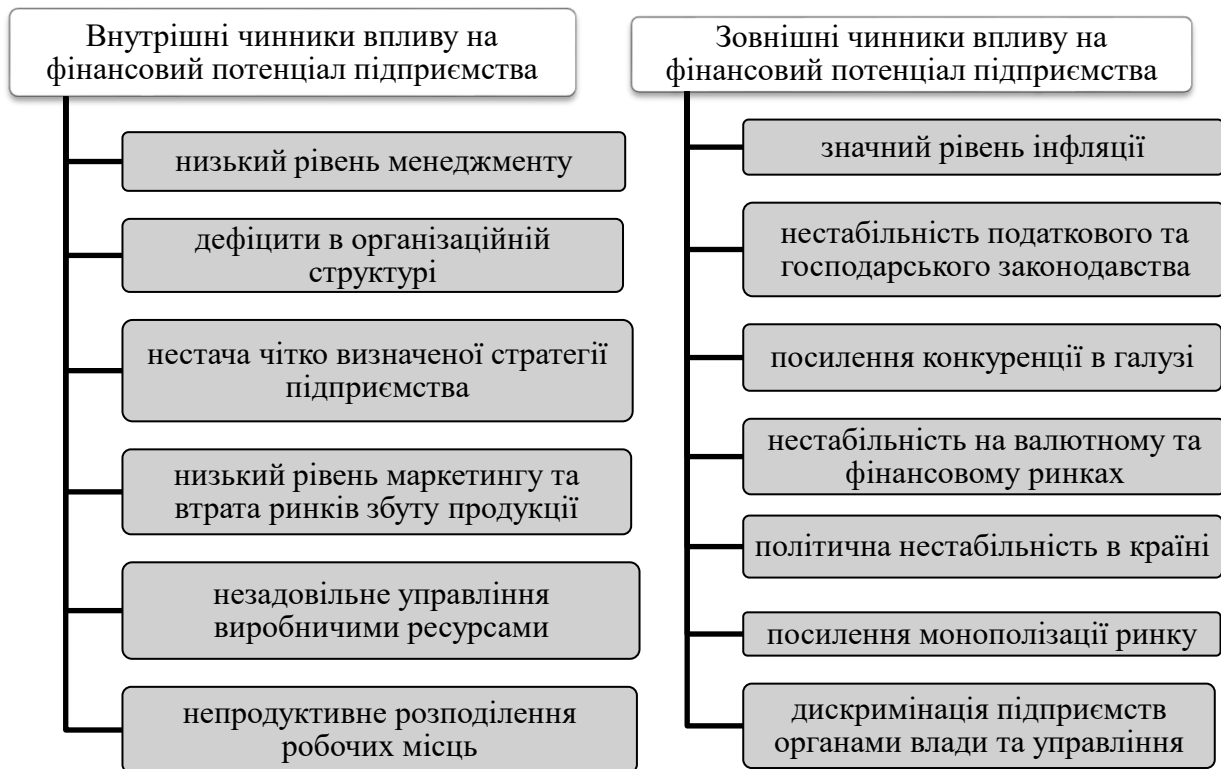 Внутрішні чинники впливу на
фінансовий потенціал підприємства
низький рівень менеджменту
дефіцити в організаційній
структурі
нестача чітко визначеної стратегії
підприємства
низький рівень маркетингу та
втрата ринків збуту продукції
незадовільне управління
виробничими ресурсами
непродуктивне розподілення
робочих місць
Зовнішні чинники впливу на
фінансовий потенціал підприємства
значний рівень інфляції
нестабільність податкового та
господарського законодавства
посилення конкуренції в галузі
нестабільність на валютному та
фінансовому ринках
політична нестабільність в країні
посилення монополізації ринку
дискримінація підприємств
органами влади та управління